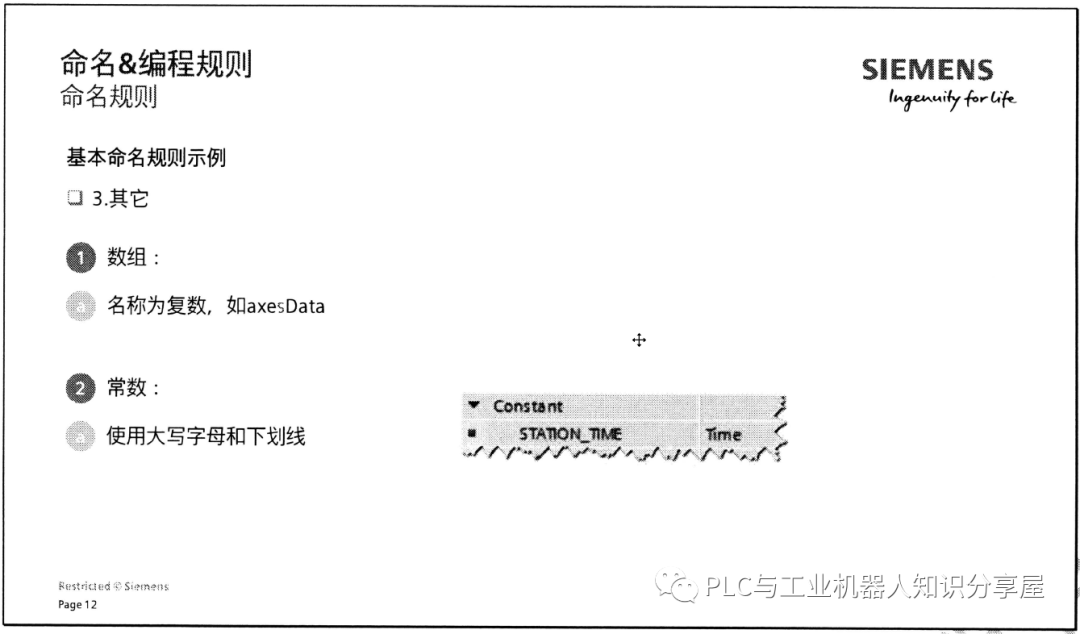 命名&编程规则
命名规则
SIEMENS
Ingenuity for life
基本命名规则示例
3.其它
1 数组：
a 名称为复数，如axesData
2 常数：
a 使用大写字母和下划线
Constant
STATION_TIME Time
Restricted © Siemens
Page 12
PLC与工业机器人知识分享屋